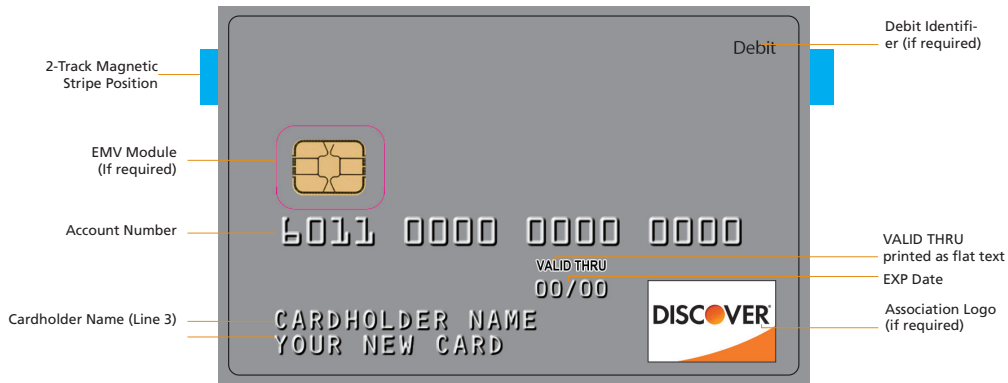 Debit Identifi-
er (if required)
Debit
2-Track Magnetic
Stripe Position
EMV Module
(If required)
Account Number
6011 0000 0000 0000
VALID THRU
00/00
VALID THRU
printed as flat text
EXP Date
Cardholder Name (Line 3)
CARDHOLDER NAME
YOUR NEW CARD
DISCOVER
Association Logo
(if required)